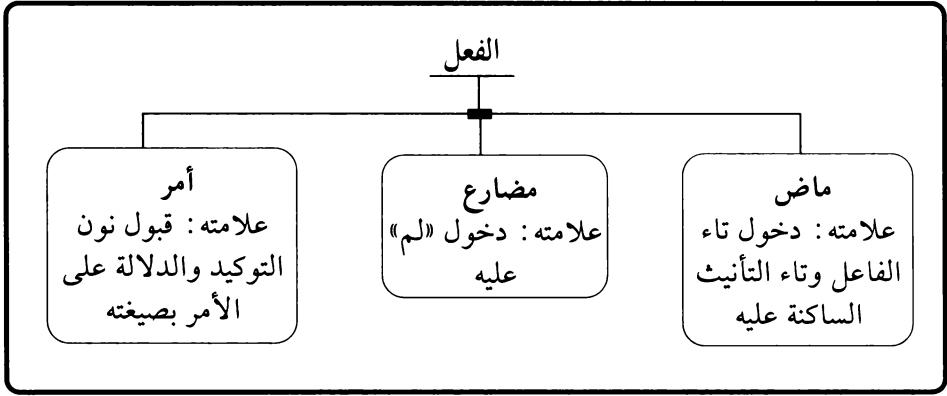 الفعل
ماض
علامته: دخول تاء
الفاعل وتاء التأنيث
الساكنة عليه
مضارع
علامته: دخول «لم»
عليه
أمر
علامته: قبول نون
التوكيد والدلالة على
الأمر بصيغته